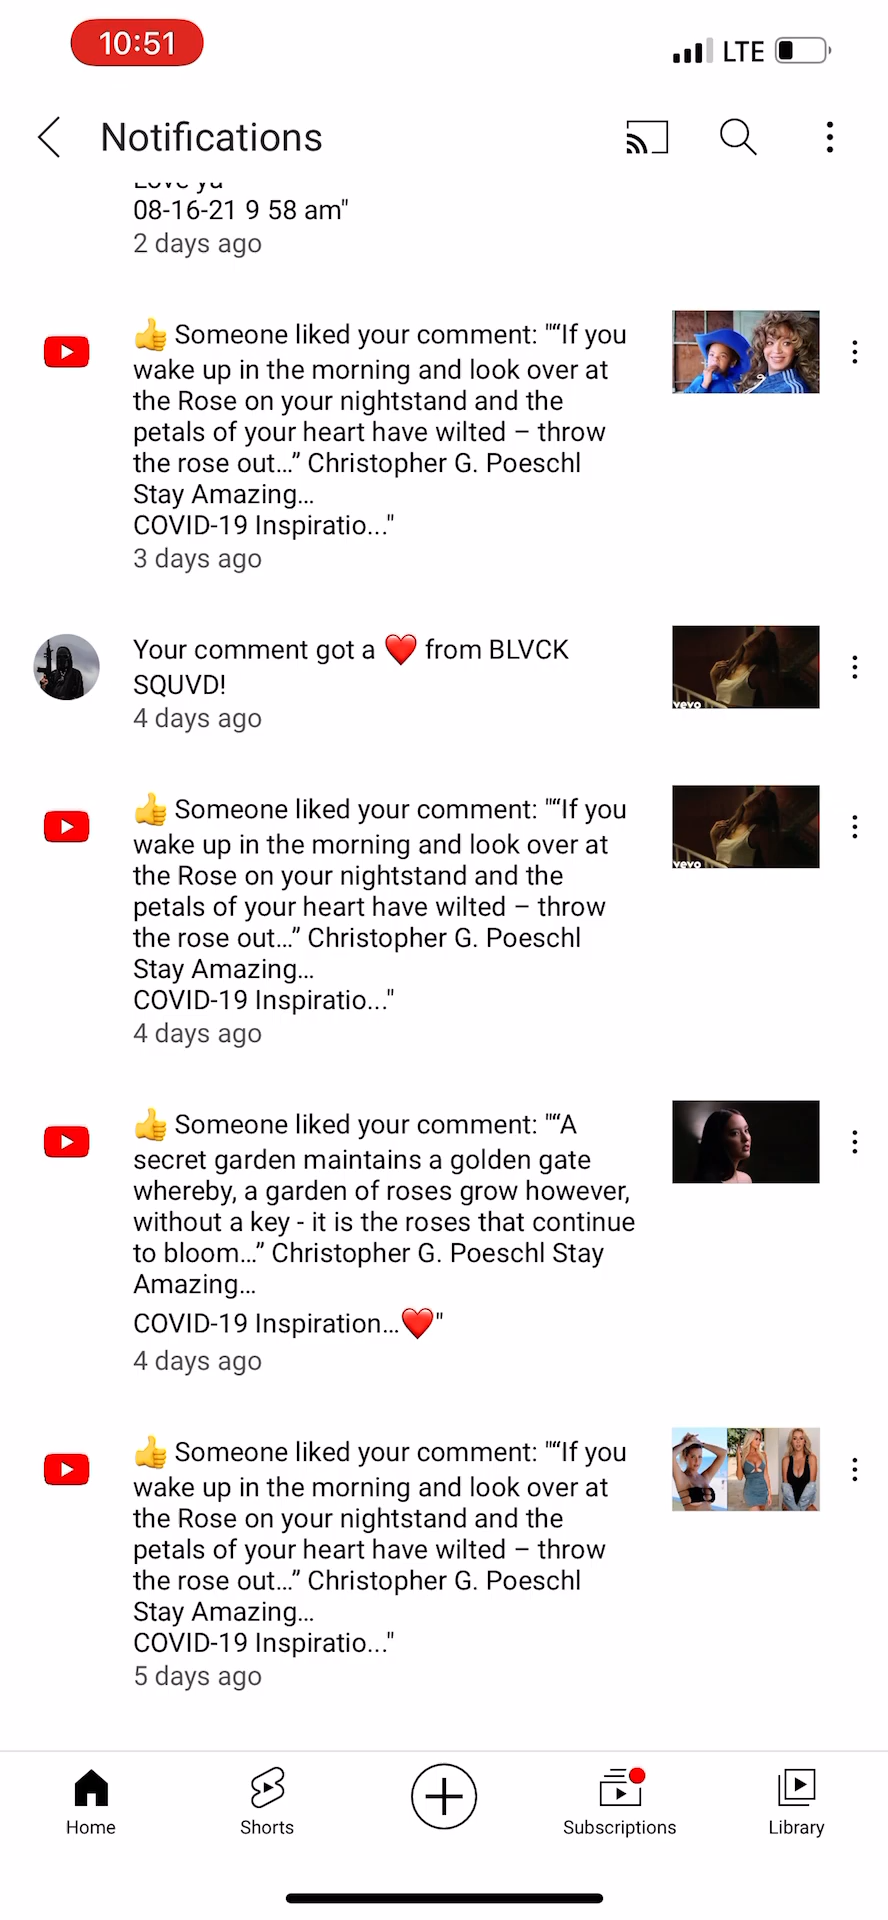 10:51
LTE
Notifications
Love ya
08-16-21 9 58 am"
2 days ago
👍 Someone liked your comment: "“If you
wake up in the morning and look over at
the Rose on your nightstand and the
petals of your heart have wilted – throw
the rose out...” Christopher G. Poeschl
Stay Amazing...
COVID-19 Inspiratio..."
3 days ago
Your comment got a ❤️ from BLVCK
SQUVD!
4 days ago
vevo
👍 Someone liked your comment: "“If you
wake up in the morning and look over at
the Rose on your nightstand and the
petals of your heart have wilted – throw
the rose out...” Christopher G. Poeschl
Stay Amazing...
COVID-19 Inspiratio..."
4 days ago
vevo
👍 Someone liked your comment: "“A
secret garden maintains a golden gate
whereby, a garden of roses grow however,
without a key - it is the roses that continue
to bloom...” Christopher G. Poeschl Stay
Amazing...
COVID-19 Inspiration...❤️"
4 days ago
👍 Someone liked your comment: "“If you
wake up in the morning and look over at
the Rose on your nightstand and the
petals of your heart have wilted – throw
the rose out...” Christopher G. Poeschl
Stay Amazing...
COVID-19 Inspiratio..."
5 days ago
Home
Shorts
Subscriptions
Library